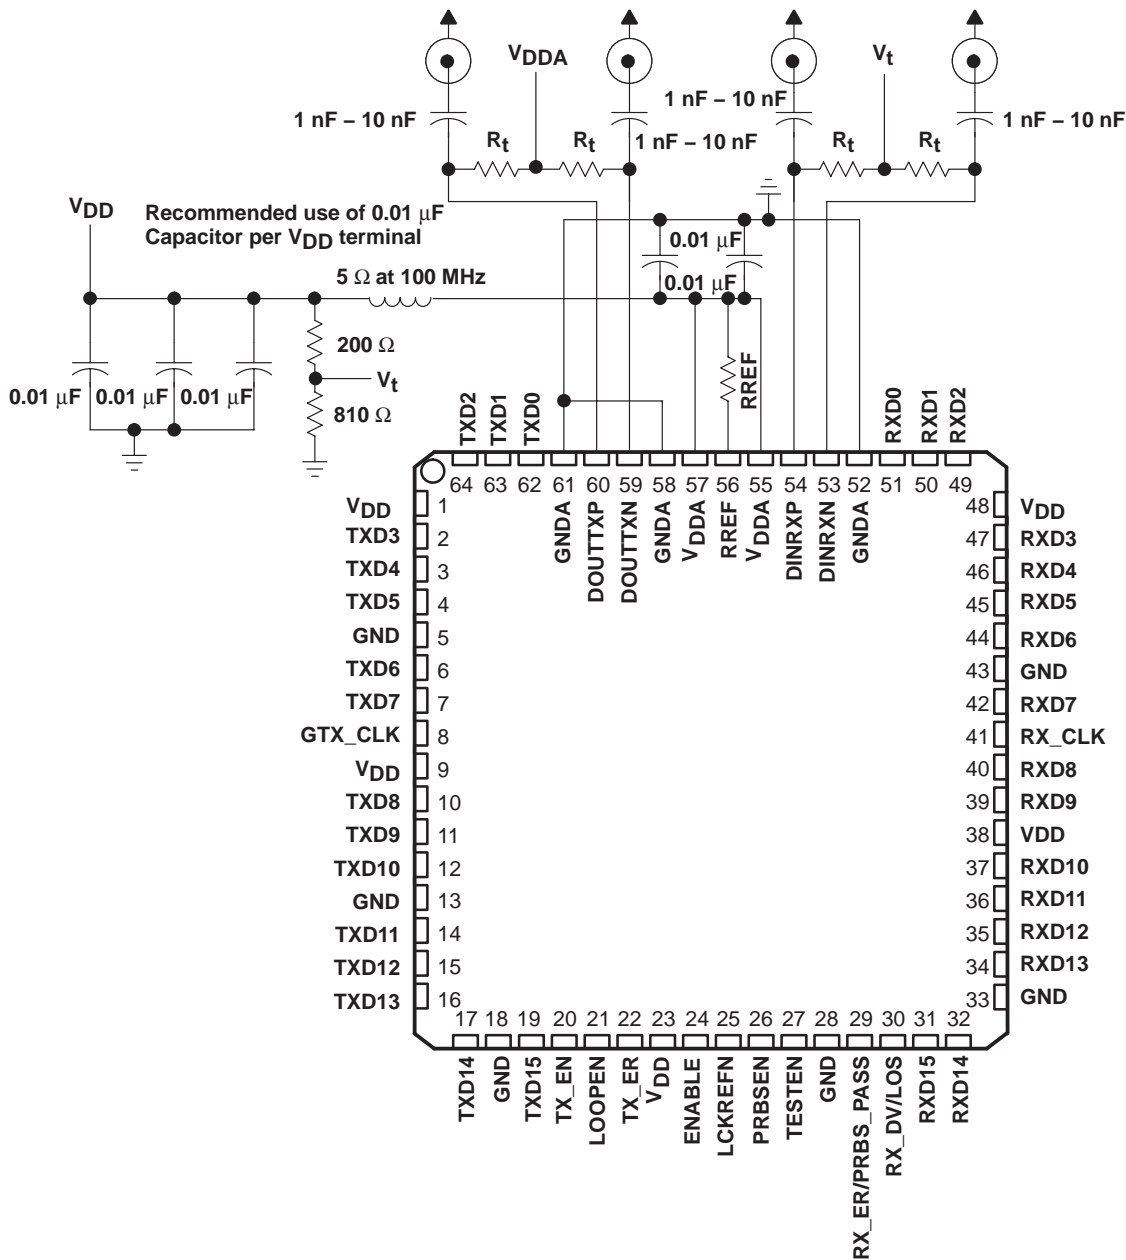 VDDA
Vt
1 nF – 10 nF
1 nF – 10 nF
1 nF – 10 nF
1 nF – 10 nF
Rt
Rt
Rt
Rt
VDD
Recommended use of 0.01 µF
Capacitor per VDD terminal
5 Ω at 100 MHz
0.01 µF
0.01 µF
200 Ω
Vt
810 Ω
0.01 µF
0.01 µF
0.01 µF
RREF
TXD2
TXD1
TXD0
RXD0
RXD1
RXD2
64
63
62
61
60
59
58
57
56
55
54
53
52
51
50
49
GNDA
DOUTTXP
DOUTTXN
GNDA
VDDA
RREF
VDDA
DINRXP
DINRXN
GNDA
VDD 1
TXD3 2
TXD4 3
TXD5 4
GND 5
TXD6 6
TXD7 7
GTX_CLK 8
VDD 9
TXD8 10
TXD9 11
TXD10 12
GND 13
TXD11 14
TXD12 15
TXD13 16
48 VDD
47 RXD3
46 RXD4
45 RXD5
44 RXD6
43 GND
42 RXD7
41 RX_CLK
40 RXD8
39 RXD9
38 VDD
37 RXD10
36 RXD11
35 RXD12
34 RXD13
33 GND
17
18
19
20
21
22
23
24
25
26
27
28
29
30
31
32
TXD14
GND
TXD15
TX_EN
LOOPEN
TX_ER
VDD
ENABLE
LCKREFN
PRBSEN
TESTEN
GND
RX_ER/PRBS_PASS
RX_DV/LOS
RXD15
RXD14